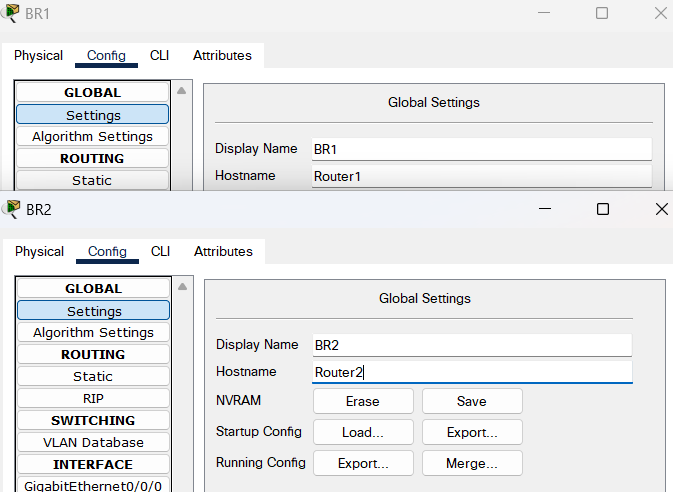 BR1
Physical Config CLI Attributes
GLOBAL
Settings
Algorithm Settings
ROUTING
Static
Global Settings
Display Name BR1
Hostname Router1
BR2
Physical Config CLI Attributes
GLOBAL
Settings
Algorithm Settings
ROUTING
Static
RIP
SWITCHING
VLAN Database
INTERFACE
GigabitEthernet0/0/0
Global Settings
Display Name BR2
Hostname Router2
NVRAM Erase Save
Startup Config Load... Export...
Running Config Export... Merge...